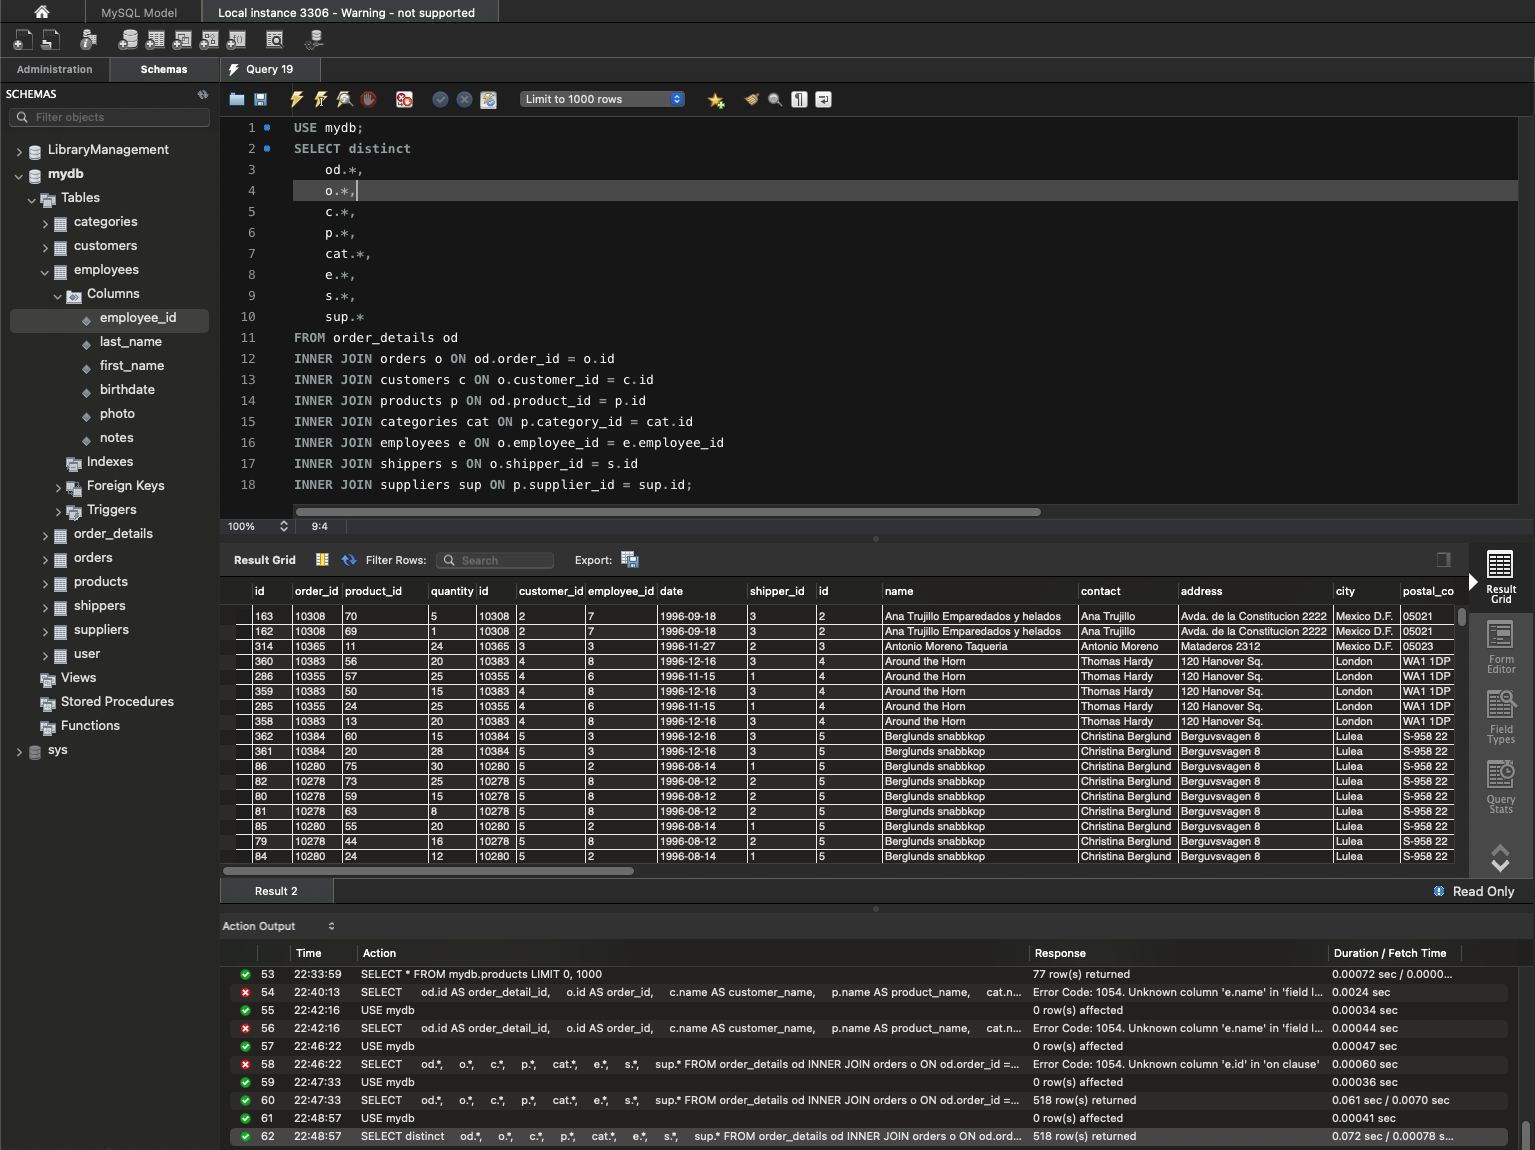 MySQL Model
Local instance 3306 - Warning - not supported
Administration
Schemas
Query 19
SCHEMAS
Filter objects
LibraryManagement
mydb
Tables
categories
customers
employees
Columns
employee_id
last_name
first_name
birthdate
photo
notes
Indexes
Foreign Keys
Triggers
order_details
orders
products
shippers
suppliers
user
Views
Stored Procedures
Functions
sys
Limit to 1000 rows
1 USE mydb;
2 SELECT distinct
3 od.*,
4 o.*,
5 c.*,
6 p.*,
7 cat.*,
8 e.*,
9 s.*,
10 sup.*
11 FROM order_details od
12 INNER JOIN orders o ON od.order_id = o.id
13 INNER JOIN customers c ON o.customer_id = c.id
14 INNER JOIN products p ON od.product_id = p.id
15 INNER JOIN categories cat ON p.category_id = cat.id
16 INNER JOIN employees e ON o.employee_id = e.employee_id
17 INNER JOIN shippers s ON o.shipper_id = s.id
18 INNER JOIN suppliers sup ON p.supplier_id = sup.id;
100% 9:4
Result Grid Filter Rows: Search Export:
id order_id product_id quantity id customer_id employee_id date shipper_id id name contact address city postal_co
163 10308 70 5 10308 2 7 1996-09-18 3 2 Ana Trujillo Emparedados y helados Ana Trujillo Avda. de la Constitucion 2222 Mexico D.F. 05021
162 10308 69 1 10308 2 7 1996-09-18 3 2 Ana Trujillo Emparedados y helados Ana Trujillo Avda. de la Constitucion 2222 Mexico D.F. 05021
314 10365 11 24 10365 3 3 1996-11-27 2 3 Antonio Moreno Taqueria Antonio Moreno Mataderos 2312 Mexico D.F. 05023
360 10383 56 20 10383 4 8 1996-12-16 3 4 Around the Horn Thomas Hardy 120 Hanover Sq. London WA1 1DP
286 10355 57 25 10355 4 6 1996-11-15 1 4 Around the Horn Thomas Hardy 120 Hanover Sq. London WA1 1DP
359 10383 50 15 10383 4 8 1996-12-16 3 4 Around the Horn Thomas Hardy 120 Hanover Sq. London WA1 1DP
285 10355 24 25 10355 4 6 1996-11-15 1 4 Around the Horn Thomas Hardy 120 Hanover Sq. London WA1 1DP
358 10383 13 20 10383 4 8 1996-12-16 3 4 Around the Horn Thomas Hardy 120 Hanover Sq. London WA1 1DP
362 10384 60 15 10384 5 3 1996-12-16 3 5 Berglunds snabbkop Christina Berglund Berguvsvagen 8 Lulea S-958 22
361 10384 20 28 10384 5 3 1996-12-16 3 5 Berglunds snabbkop Christina Berglund Berguvsvagen 8 Lulea S-958 22
86 10280 75 30 10280 5 2 1996-08-14 1 5 Berglunds snabbkop Christina Berglund Berguvsvagen 8 Lulea S-958 22
82 10278 73 25 10278 5 8 1996-08-12 2 5 Berglunds snabbkop Christina Berglund Berguvsvagen 8 Lulea S-958 22
80 10278 59 15 10278 5 8 1996-08-12 2 5 Berglunds snabbkop Christina Berglund Berguvsvagen 8 Lulea S-958 22
81 10278 63 8 10278 5 8 1996-08-12 2 5 Berglunds snabbkop Christina Berglund Berguvsvagen 8 Lulea S-958 22
85 10280 55 20 10280 5 2 1996-08-14 1 5 Berglunds snabbkop Christina Berglund Berguvsvagen 8 Lulea S-958 22
79 10278 44 16 10278 5 8 1996-08-12 2 5 Berglunds snabbkop Christina Berglund Berguvsvagen 8 Lulea S-958 22
84 10280 24 12 10280 5 2 1996-08-14 1 5 Berglunds snabbkop Christina Berglund Berguvsvagen 8 Lulea S-958 22
Result
Grid
Form
Editor
Field
Types
Query
Stats
Result 2
Read Only
Action Output
Time Action Response Duration / Fetch Time
53 22:33:59 SELECT * FROM mydb.products LIMIT 0, 1000 77 row(s) returned 0.00072 sec / 0.0000...
54 22:40:13 SELECT od.id AS order_detail_id, o.id AS order_id, c.name AS customer_name, p.name AS product_name, cat.n... Error Code: 1054. Unknown column 'e.name' in 'field l... 0.0024 sec
55 22:42:16 USE mydb 0 row(s) affected 0.00034 sec
56 22:42:16 SELECT od.id AS order_detail_id, o.id AS order_id, c.name AS customer_name, p.name AS product_name, cat.n... Error Code: 1054. Unknown column 'e.name' in 'field l... 0.00044 sec
57 22:46:22 USE mydb 0 row(s) affected 0.00047 sec
58 22:46:22 SELECT od.*, o.*, c.*, p.*, cat.*, e.*, s.*, sup.* FROM order_details od INNER JOIN orders o ON od.order_id =... Error Code: 1054. Unknown column 'e.id' in 'on clause' 0.00060 sec
59 22:47:33 USE mydb 0 row(s) affected 0.00036 sec
60 22:47:33 SELECT od.*, o.*, c.*, p.*, cat.*, e.*, s.*, sup.* FROM order_details od INNER JOIN orders o ON od.order_id =... 518 row(s) returned 0.061 sec / 0.0070 sec
61 22:48:57 USE mydb 0 row(s) affected 0.00041 sec
62 22:48:57 SELECT distinct od.*, o.*, c.*, p.*, cat.*, e.*, s.*, sup.* FROM order_details od INNER JOIN orders o ON od.ord... 518 row(s) returned 0.072 sec / 0.00078 s...